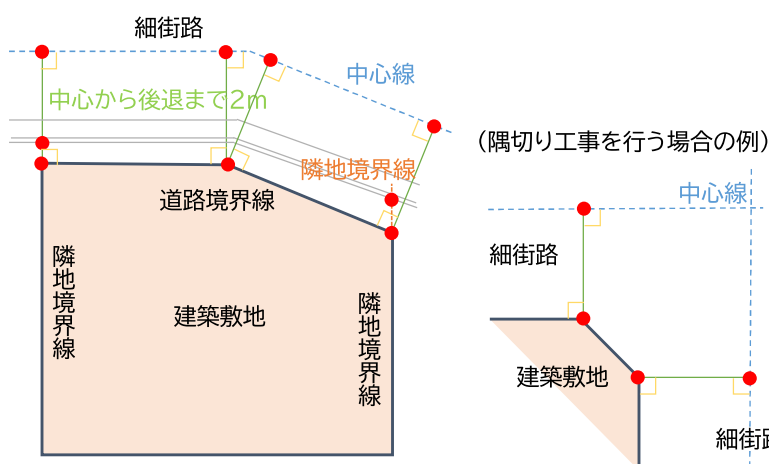 細街路
中心線
中心から後退まで2m
隣地境界線
道路境界線
隣地境界線
建築敷地
隣地境界線
(隅切り工事を行う場合の例)
中心線
細街路
建築敷地
細街路